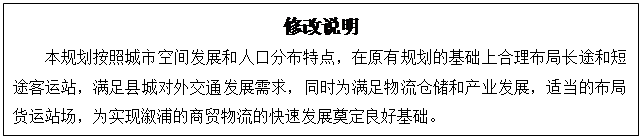 修改说明
本规划按照城市空间发展和人口分布特点，在原有规划的基础上合理布局长途和短
途客运站，满足县城对外交通发展需求，同时为满足物流仓储和产业发展，适当的布局
货运站场，为实现溆浦的商贸物流的快速发展奠定良好基础。